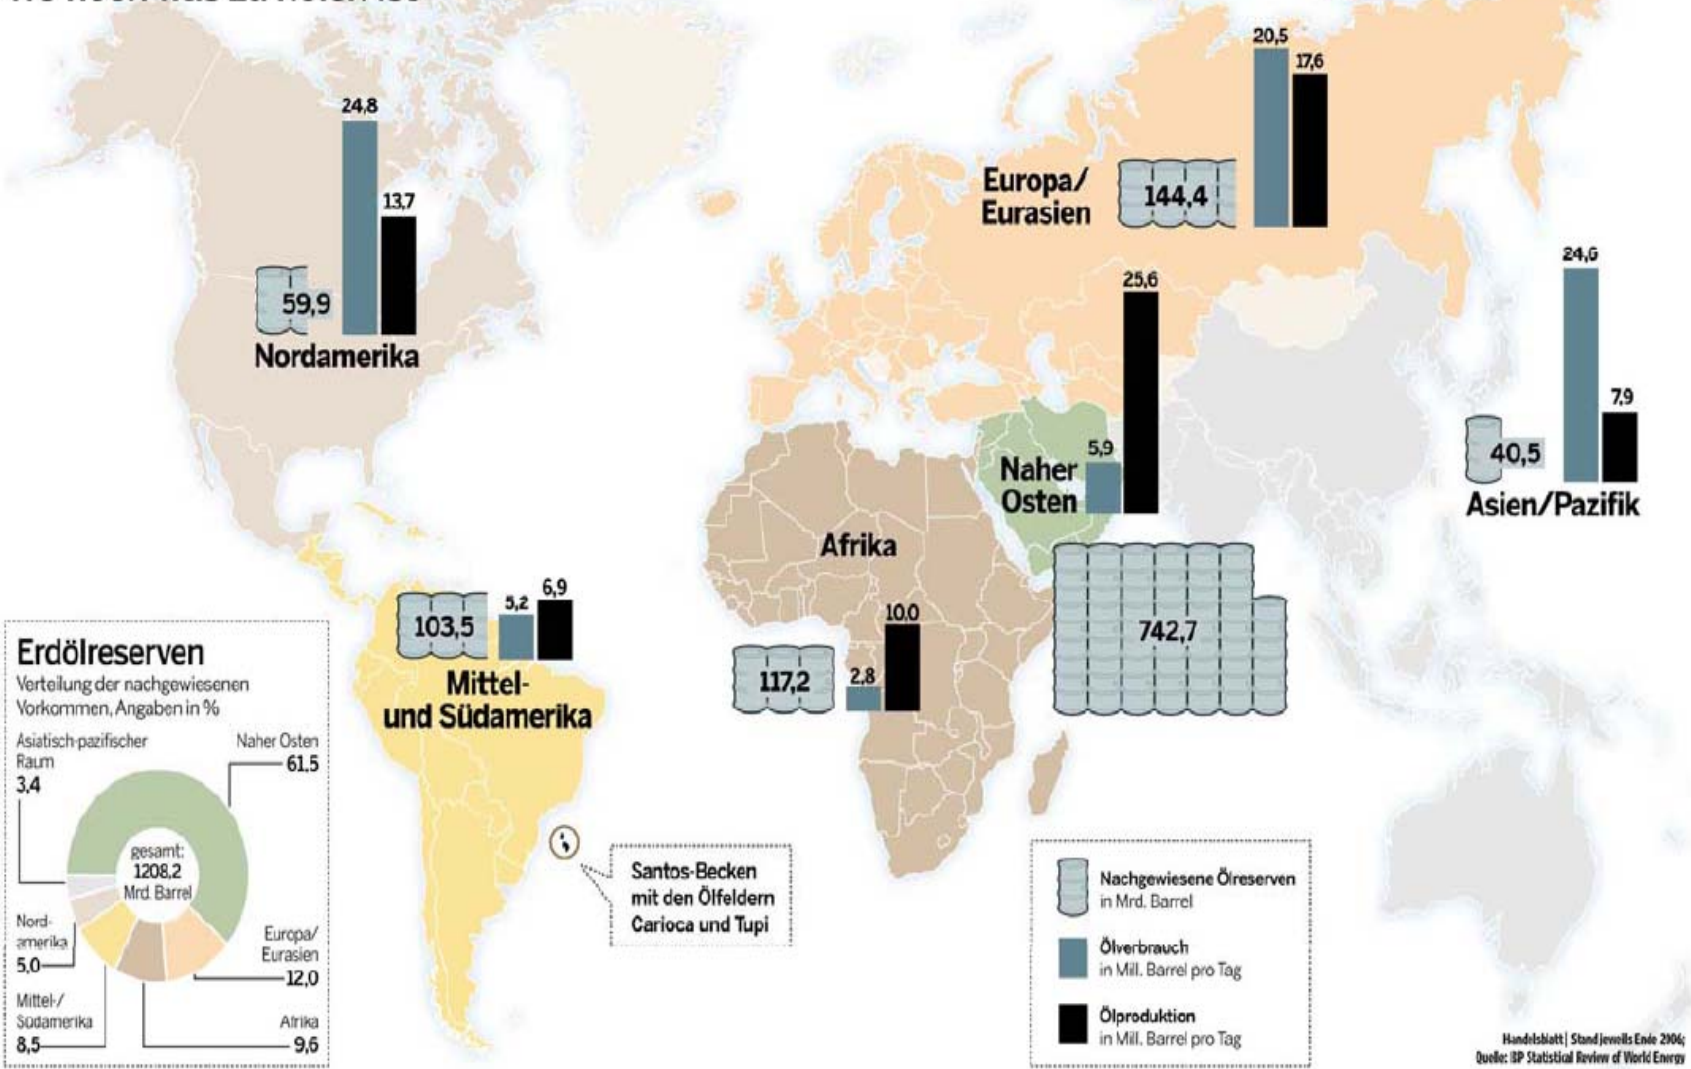 24,8
13,7
59,9
Nordamerika
20,5
17,6
Europa/
Eurasien
144,4
25,6
5,9
Naher
Osten
742,7
24,6
7,9
40,5
Asien/Pazifik
Afrika
10,0
2,8
117,2
103,5
5,2
6,9
Mittel-
und Südamerika
Santos-Becken
mit den Ölfeldern
Carioca und Tupi
Erdölreserven
Verteilung der nachgewiesenen
Vorkommen, Angaben in %
Asiatisch-pazifischer
Raum
3,4
Naher Osten
61,5
gesamt:
1208,2
Mrd. Barrel
Nord-
amerika
5,0
Europa/
Eurasien
12,0
Mittel-/
Südamerika
8,5
Afrika
9,6
Nachgewiesene Ölreserven
in Mrd. Barrel
Ölverbrauch
in Mill. Barrel pro Tag
Ölproduktion
in Mill. Barrel pro Tag
Handelsblatt | Stand jeweils Ende 2006;
Quelle: BP Statistical Review of World Energy